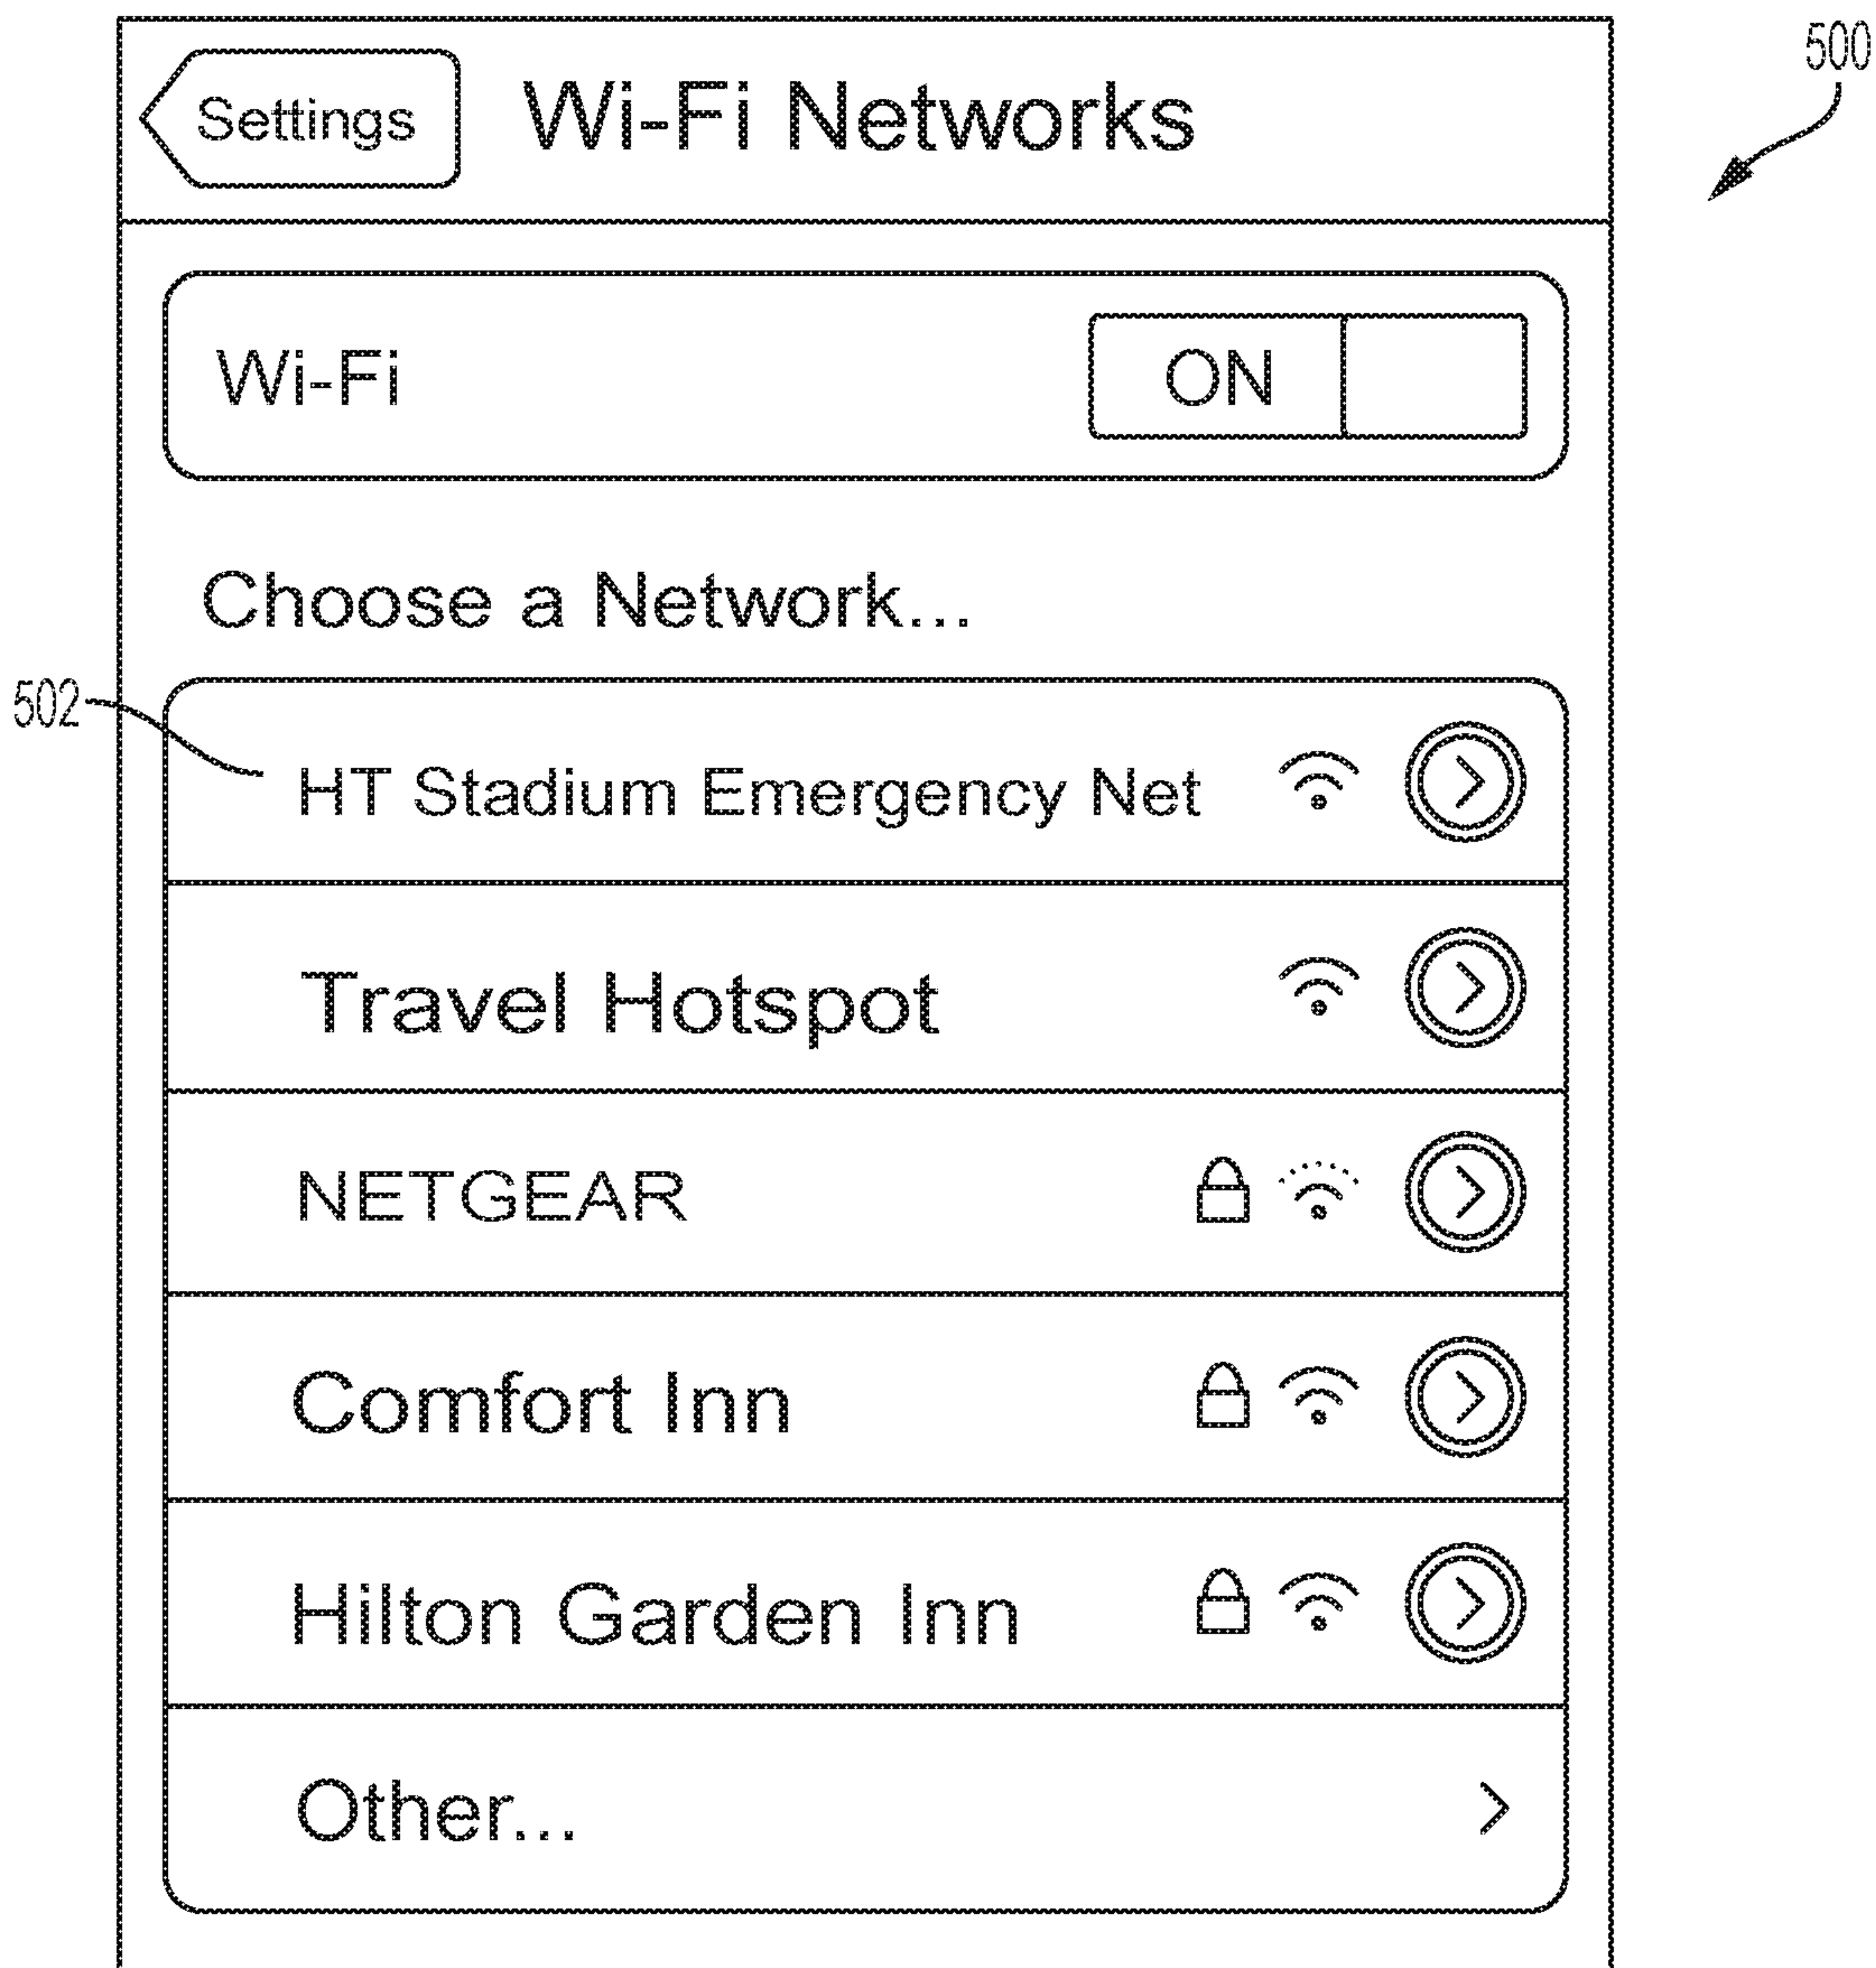 500
Settings
Wi-Fi Networks
Wi-Fi
ON
Choose a Network...
502
HT Stadium Emergency Net
Travel Hotspot
NETGEAR
Comfort Inn
Hilton Garden Inn
Other...